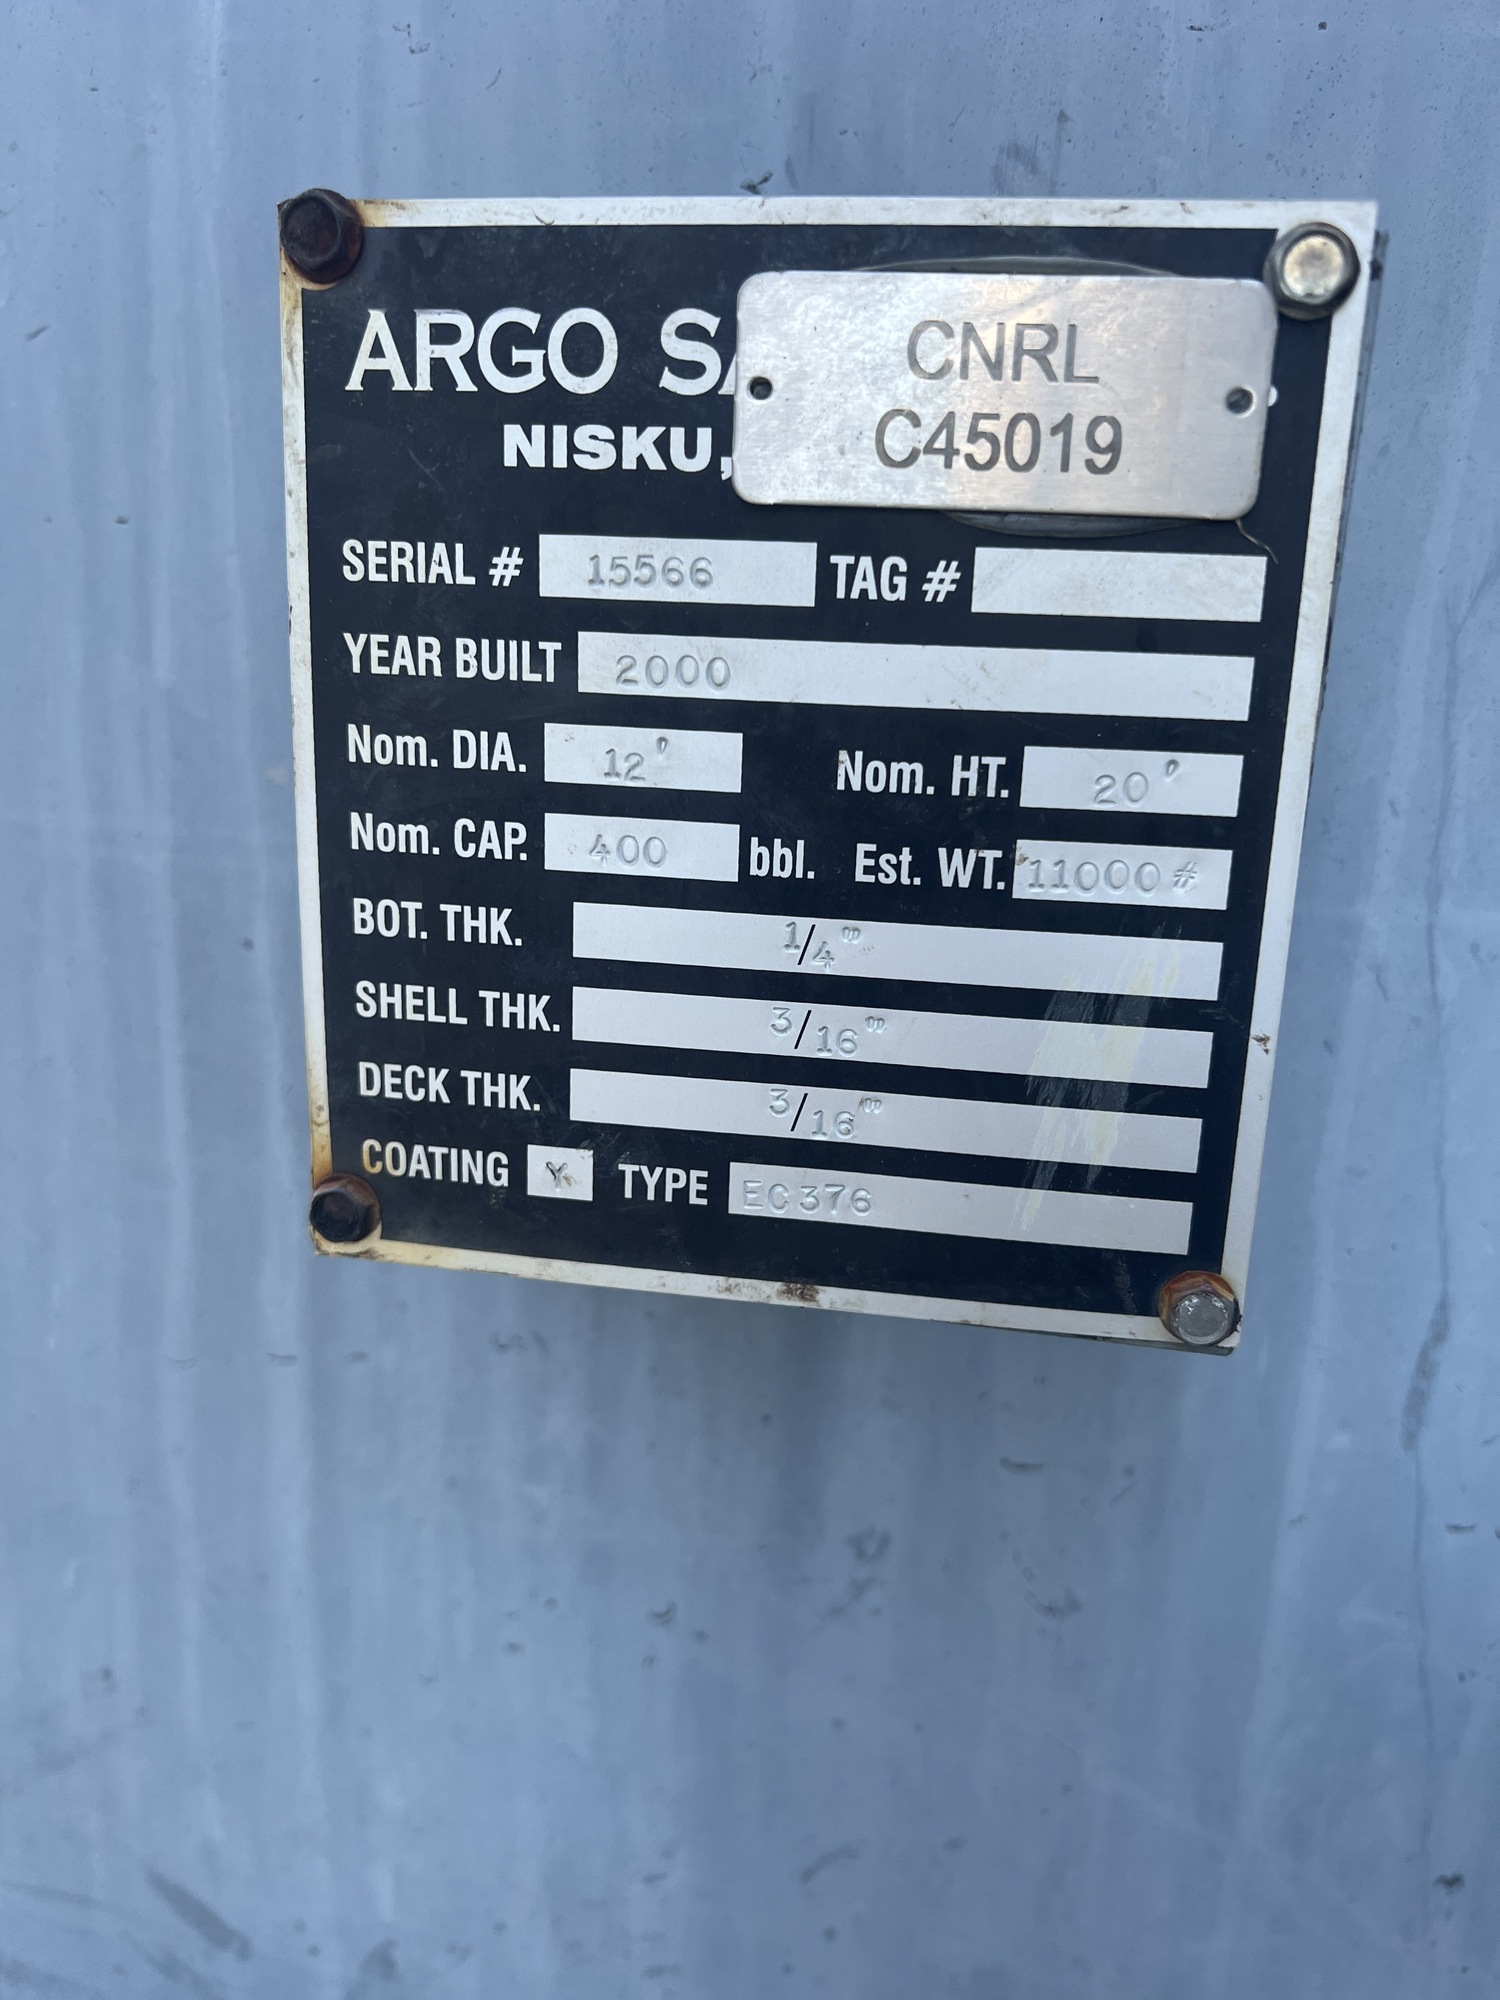 ARGO
CNRL
C45019
NISKU,
SERIAL # 15566 TAG #
YEAR BUILT 2000
Nom. DIA. 12' Nom. HT. 20'
Nom. CAP. 400 bbl. Est. WT. 11000#
BOT. THK. 1/4"
SHELL THK. 3/16"
DECK THK. 3/16"
COATING Y TYPE EC376